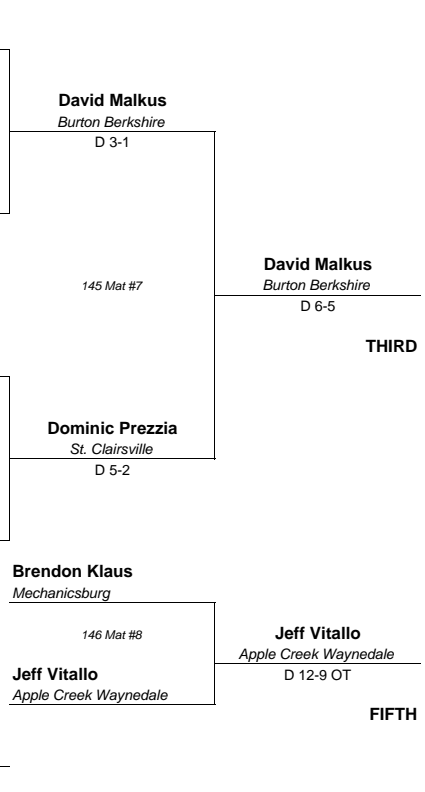 David Malkus
Burton Berkshire
D 3-1
145 Mat #7
David Malkus
Burton Berkshire
D 6-5
THIRD
Dominic Prezzia
St. Clairsville
D 5-2
Brendon Klaus
Mechanicsburg
146 Mat #8
Jeff Vitallo
Apple Creek Waynedale
Jeff Vitallo
Apple Creek Waynedale
D 12-9 OT
FIFTH